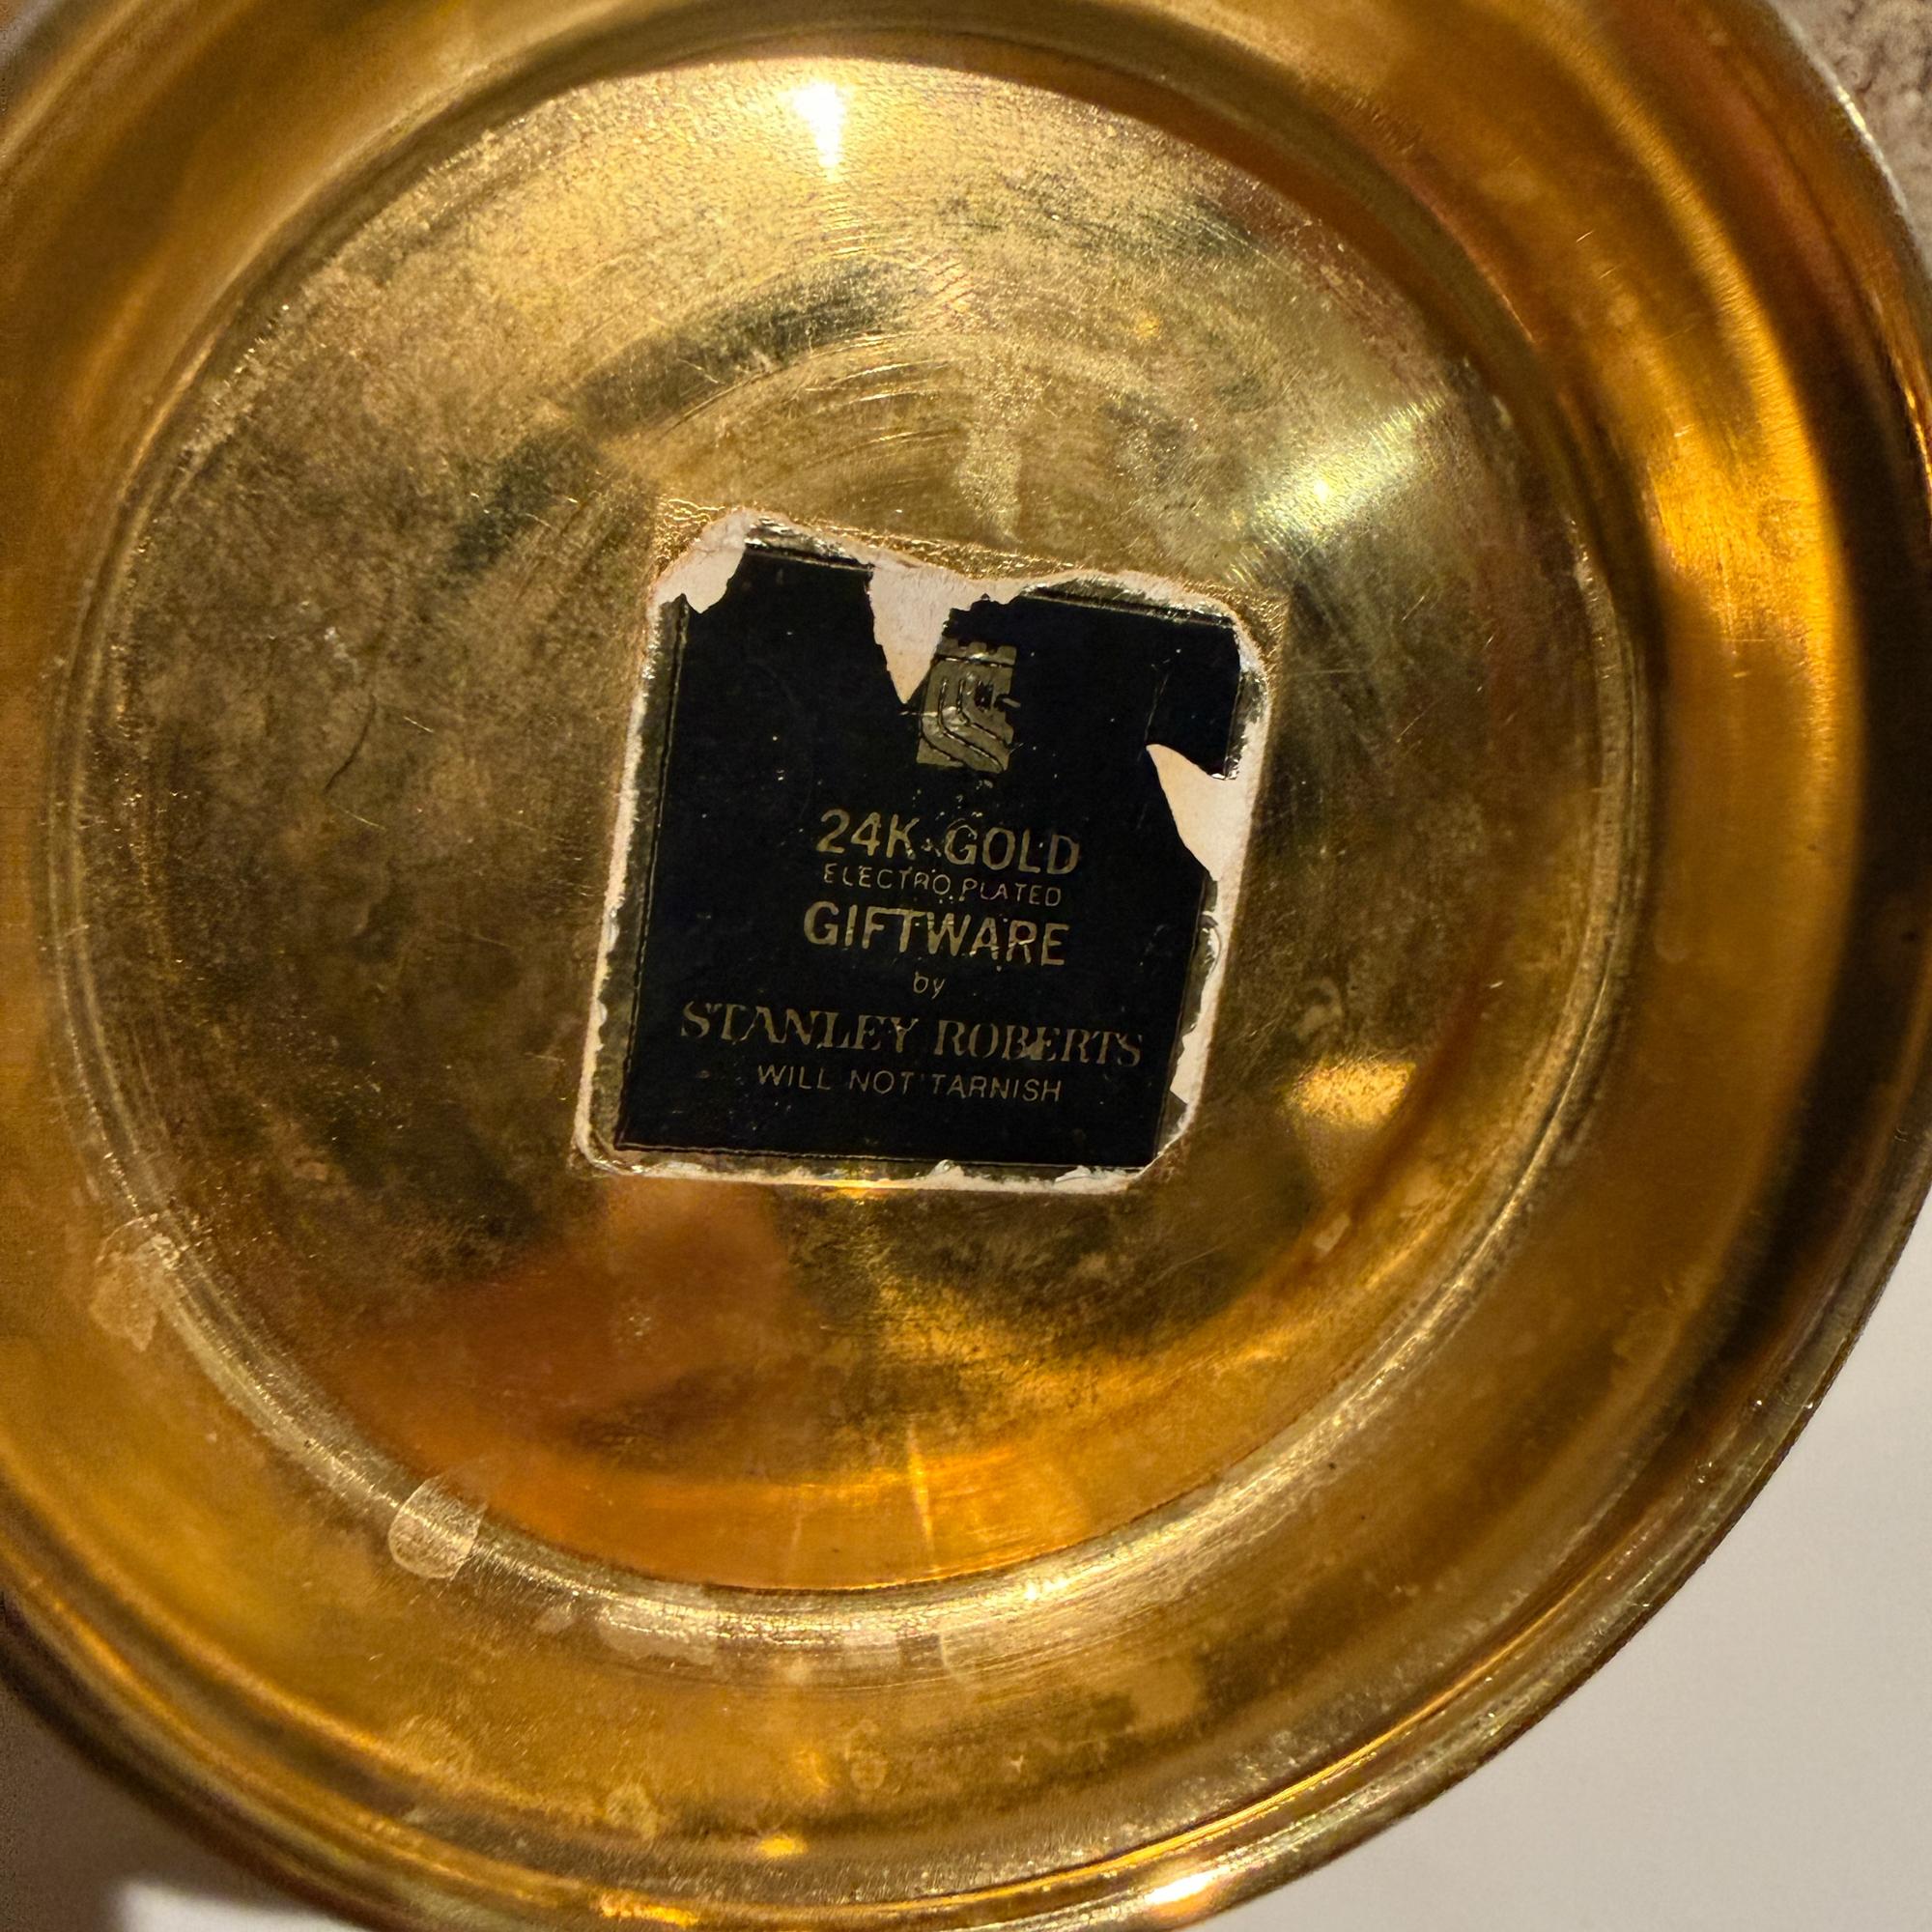 24K GOLD
ELECTRO PLATED
GIFTWARE
by
STANLEY ROBERTS
WILL NOT TARNISH